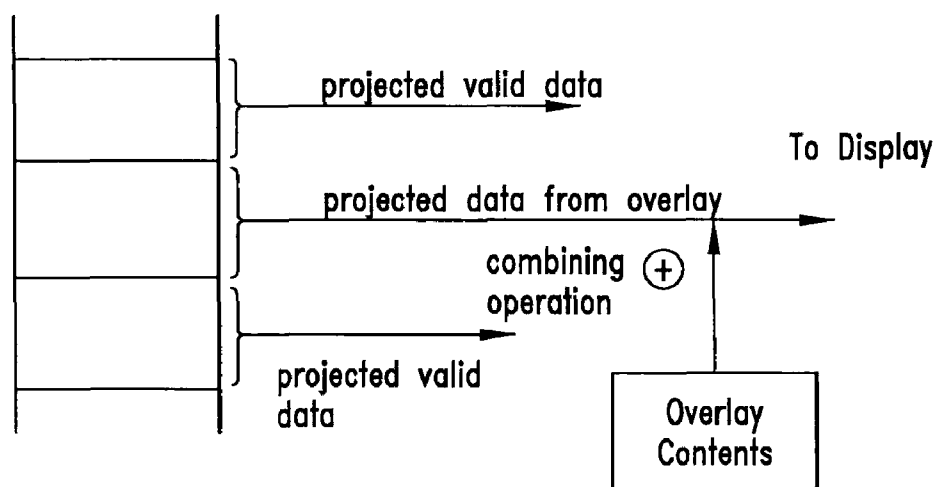 projected valid data
To Display
projected data from overlay
combining +
operation
projected valid
data
Overlay
Contents